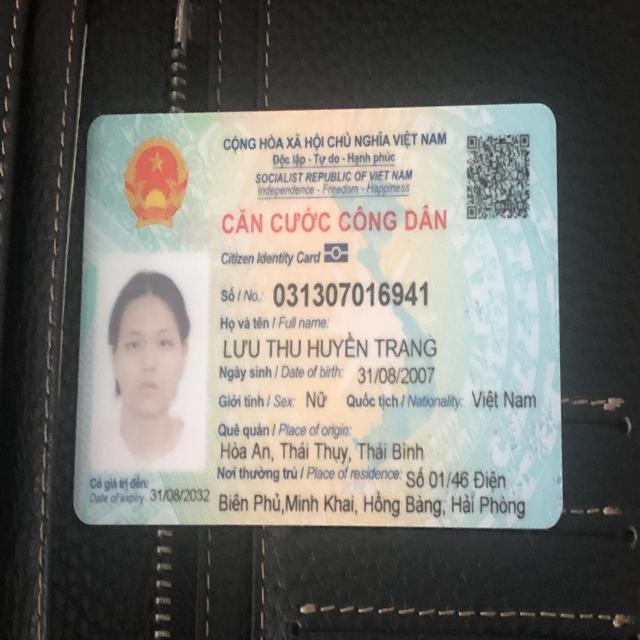 CỘNG HÒA XÃ HỘI CHỦ NGHĨA VIỆT NAM
Độc lập - Tự do - Hạnh phúc
SOCIALIST REPUBLIC OF VIET NAM
Independence - Freedom - Happiness
CĂN CƯỚC CÔNG DÂN
Citizen Identity Card
Số / No.: 031307016941
Họ và tên / Full name:
LƯU THU HUYỀN TRANG
Ngày sinh / Date of birth: 31/08/2007
Giới tính / Sex: Nữ Quốc tịch / Nationality: Việt Nam
Quê quán / Place of origin:
Hòa An, Thái Thụy, Thái Bình
Nơi thường trú / Place of residence: Số 01/46 Điện
Biên Phủ,Minh Khai, Hồng Bàng, Hải Phòng
Có giá trị đến:
Date of expiry 31/08/2032